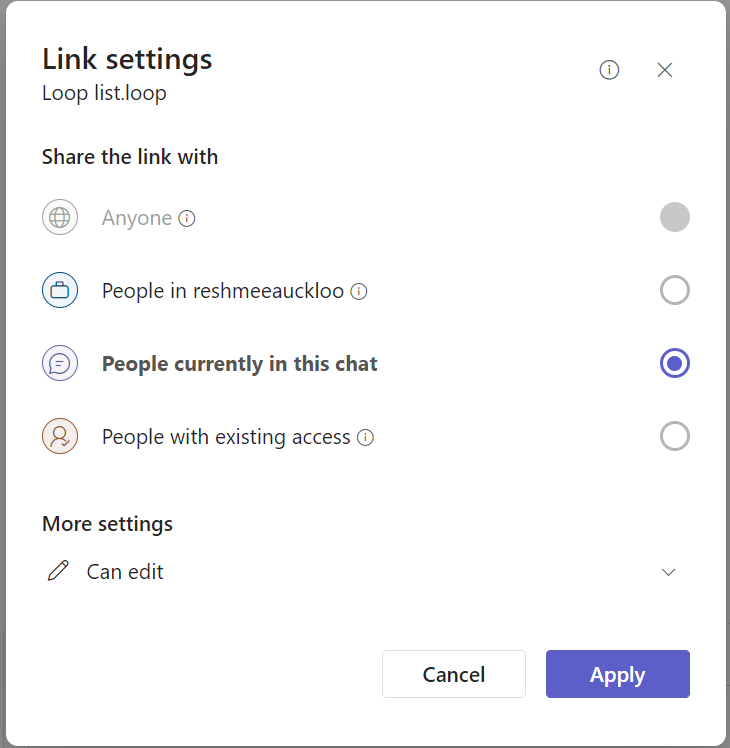 Link settings
Loop list.loop
Share the link with
Anyone
People in reshmeeauckloo
People currently in this chat
People with existing access
More settings
Can edit
Cancel
Apply